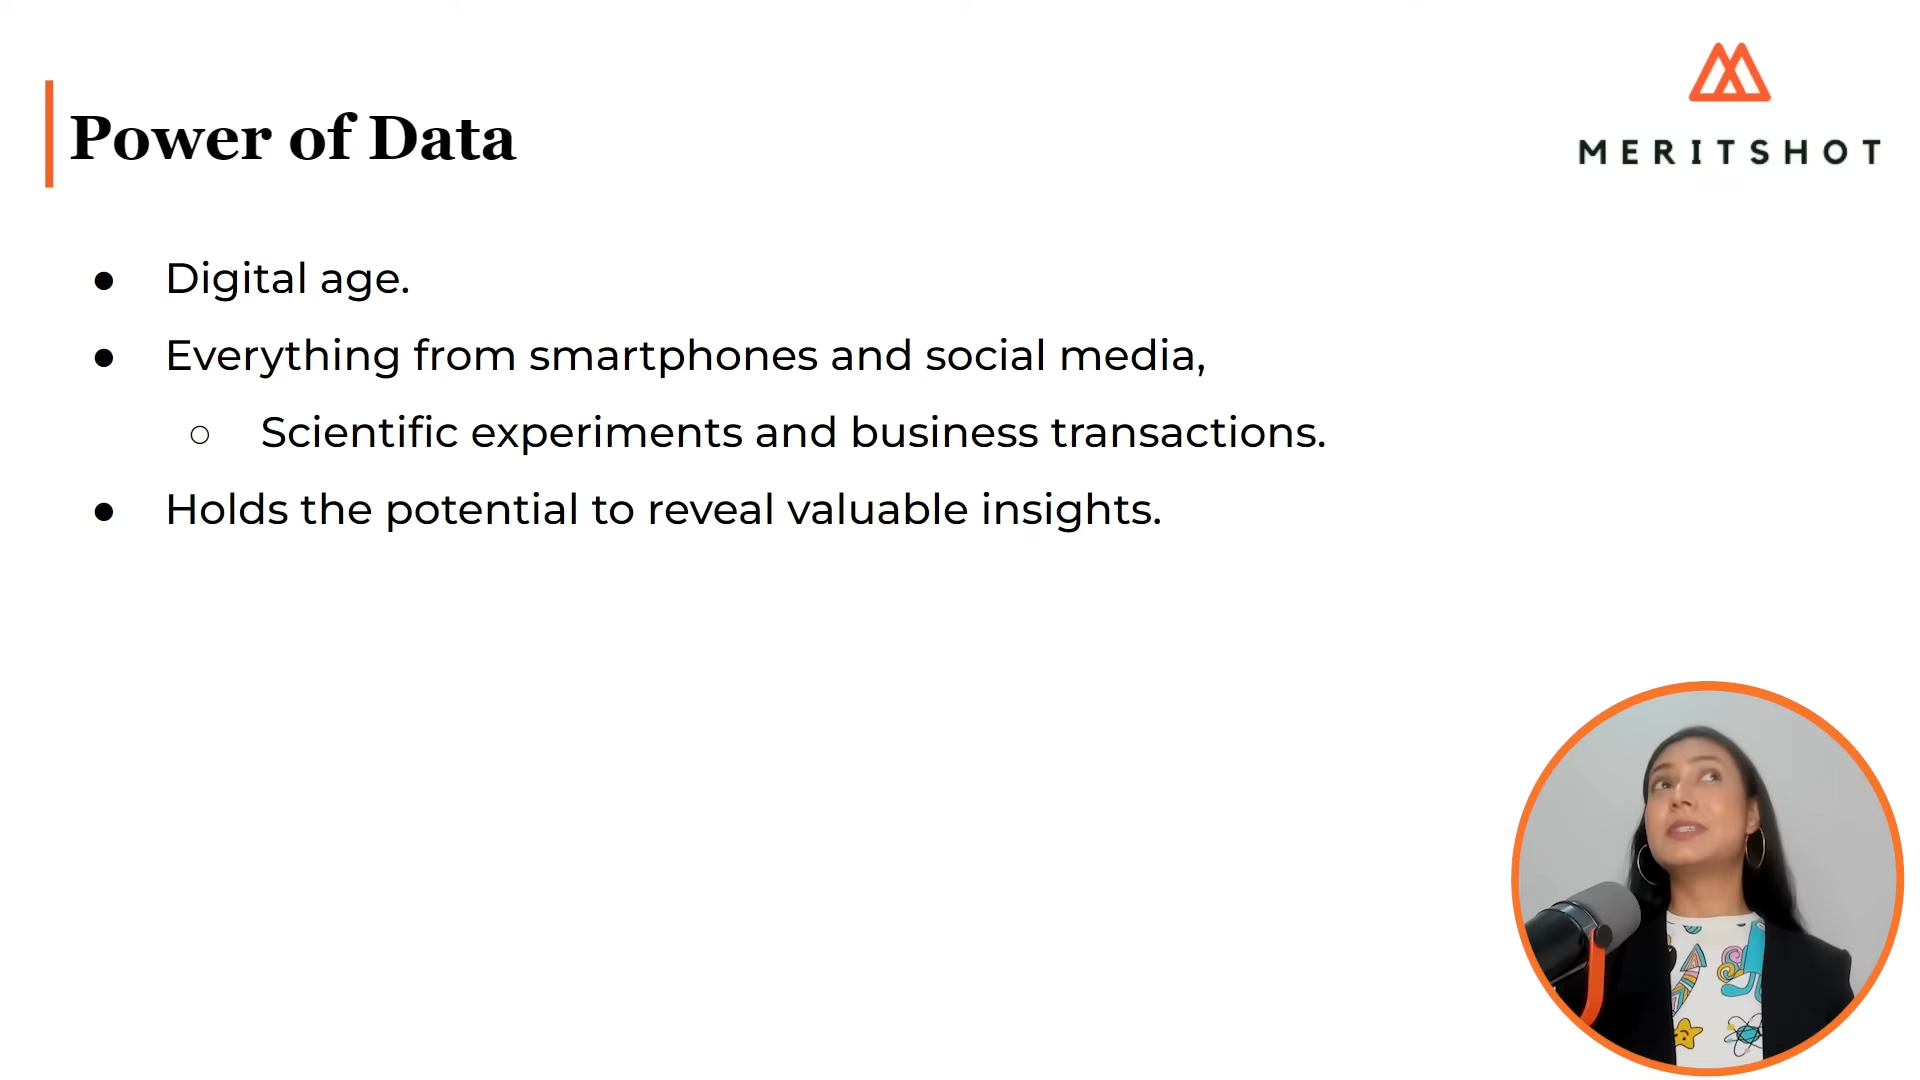 Power of Data
MERITSHOT
● Digital age.
● Everything from smartphones and social media,
○ Scientific experiments and business transactions.
● Holds the potential to reveal valuable insights.